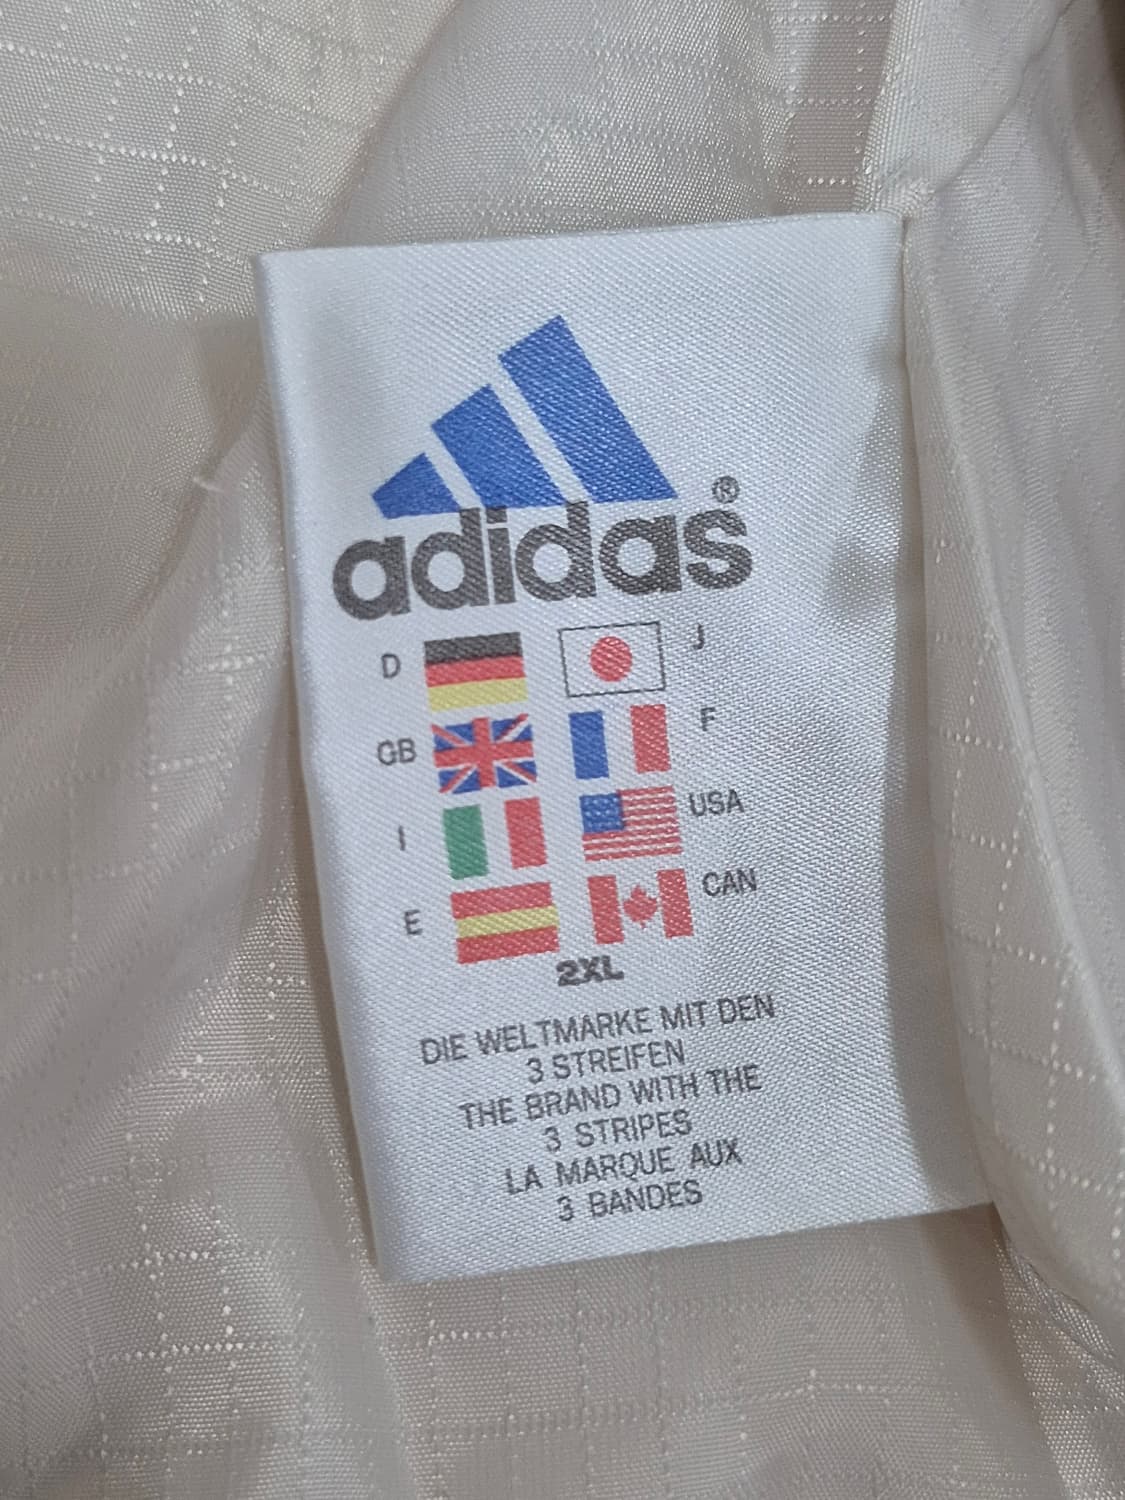 adidas®
D J
GB F
I USA
E CAN
2XL
DIE WELTMARKE MIT DEN
3 STREIFEN
THE BRAND WITH THE
3 STRIPES
LA MARQUE AUX
3 BANDES